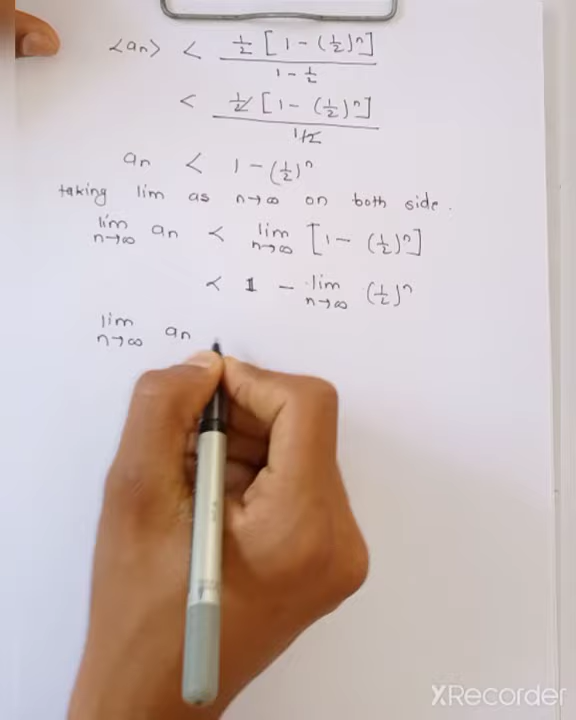 <an> < ½ [1 - (½)ⁿ] / 1 - ½
< ½ [1 - (½)ⁿ] / 1/2
an < 1 - (½)ⁿ
taking lim as n→∞ on both side.
lim n→∞ an < lim n→∞ [1 - (½)ⁿ]
< 1 - lim n→∞ (½)ⁿ
lim n→∞ an
XRecorder